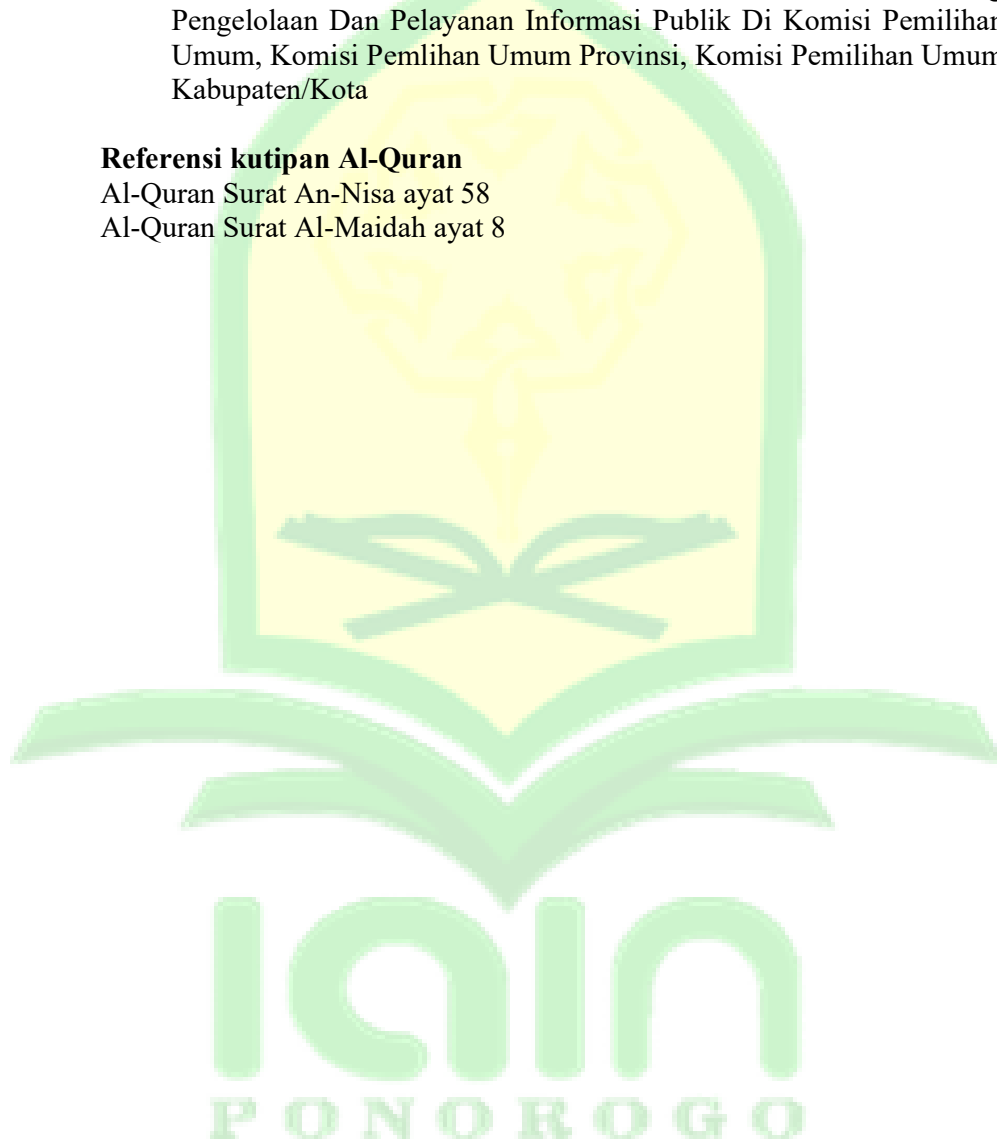 Pengelolaan Dan Pelayanan Informasi Publik Di Komisi Pemilihan
Umum, Komisi Pemlihan Umum Provinsi, Komisi Pemilihan Umum
Kabupaten/Kota
Referensi kutipan Al-Quran
Al-Quran Surat An-Nisa ayat 58
Al-Quran Surat Al-Maidah ayat 8
iain
PONOROGO